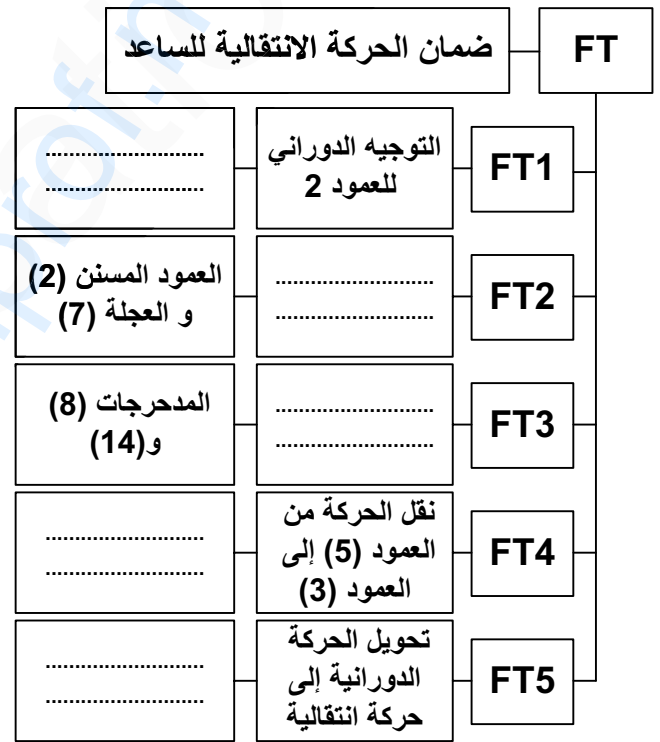 FT
ضمان الحركة الانتقالية للساعد
FT1
التوجيه الدوراني
للعمود 2
..........................
..........................
FT2
..........................
..........................
العمود المسنن (2)
و العجلة (7)
FT3
..........................
..........................
المدحرجات (8)
و(14)
FT4
نقل الحركة من
العمود (5) إلى
العمود (3)
..........................
..........................
FT5
تحويل الحركة
الدورانية إلى
حركة انتقالية
..........................
..........................